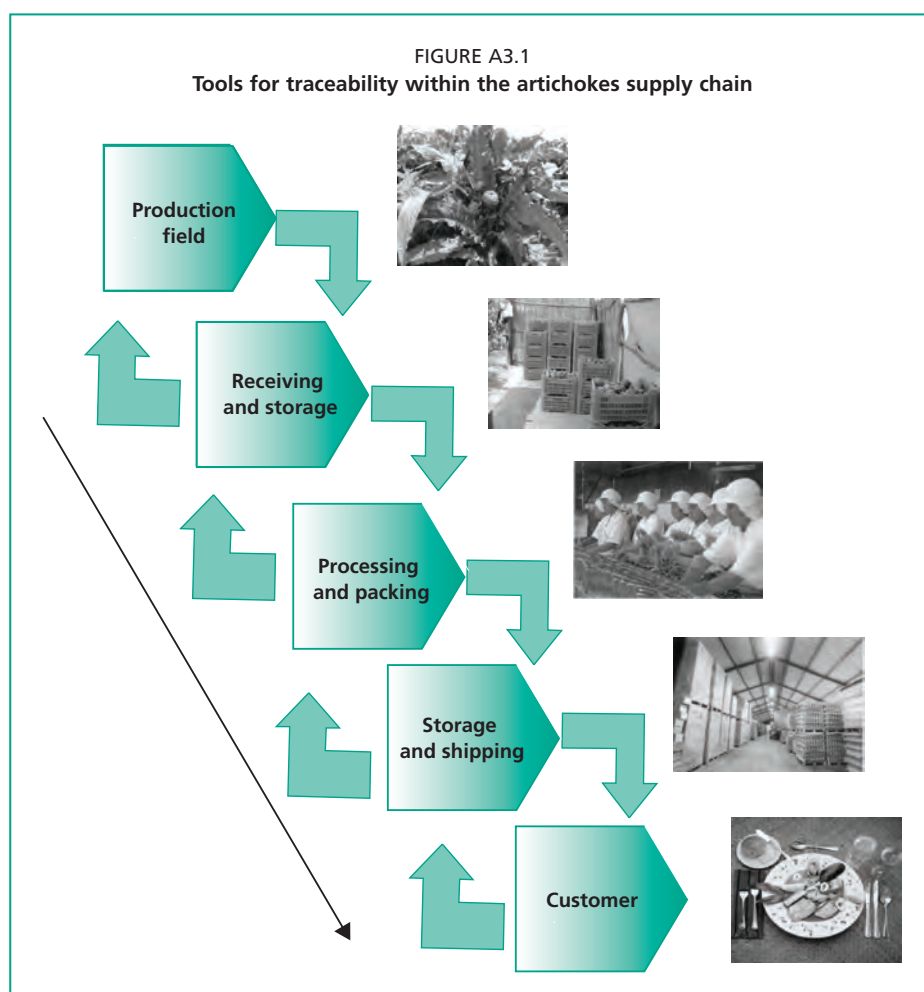 FIGURE A3.1
Tools for traceability within the artichokes supply chain
Production
field
Receiving
and storage
Processing
and packing
Storage
and shipping
Customer